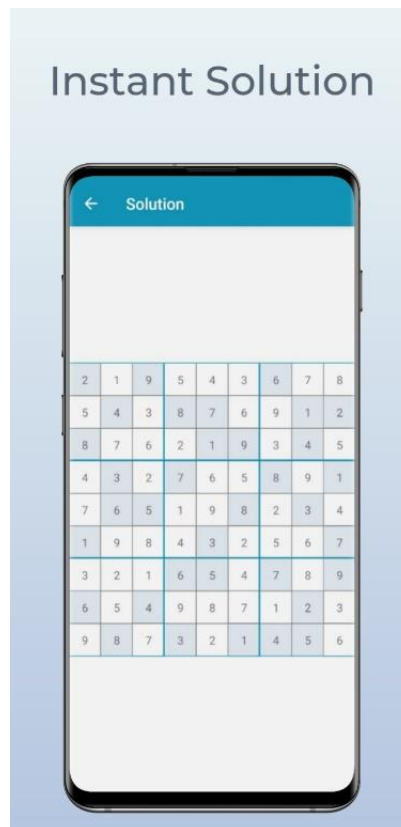 Instant Solution
Solution
2 1 9 5 4 3 6 7 8
5 4 3 8 7 6 9 1 2
8 7 6 2 1 9 3 4 5
4 3 2 7 6 5 8 9 1
7 6 5 1 9 8 2 3 4
1 9 8 4 3 2 5 6 7
3 2 1 6 5 4 7 8 9
6 5 4 9 8 7 1 2 3
9 8 7 3 2 1 4 5 6